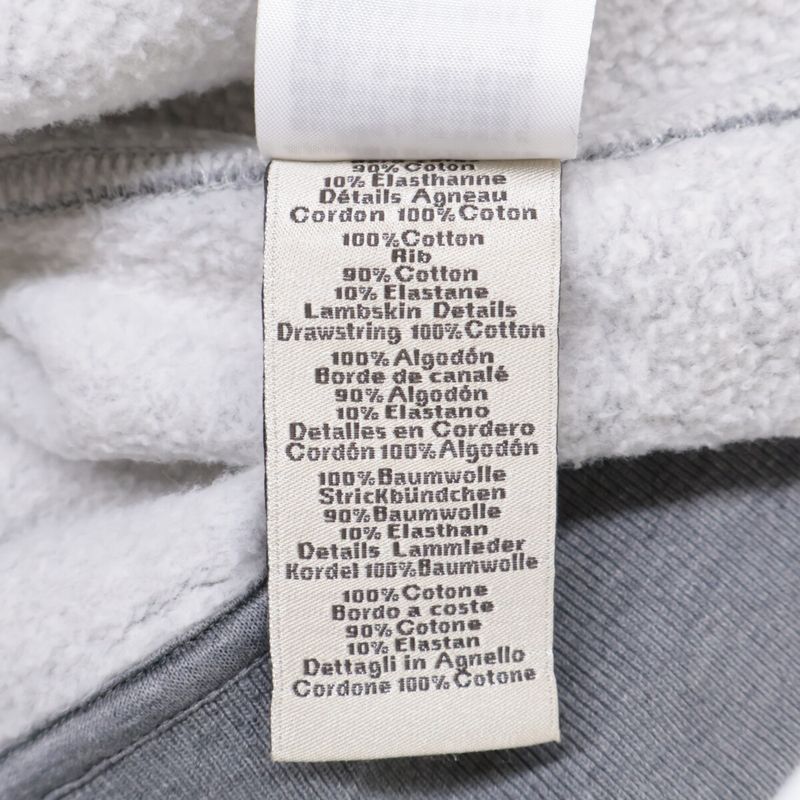 90% Coton
10% Elasthanne
Détails Agneau
Cordon 100% Coton
100% Cotton
Rib
90% Cotton
10% Elastane
Lambskin Details
Drawstring 100% Cotton
100% Algodón
Borde de canalé
90% Algodón
10% Elastano
Detalles en Cordero
Cordón 100% Algodón
100% Baumwolle
Strickbündchen
90% Baumwolle
10% Elasthan
Details Lammleder
Kordel 100% Baumwolle
100% Cotone
Bordo a coste
90% Cotone
10% Elastan
Dettagli in Agnello
Cordone 100% Cotone